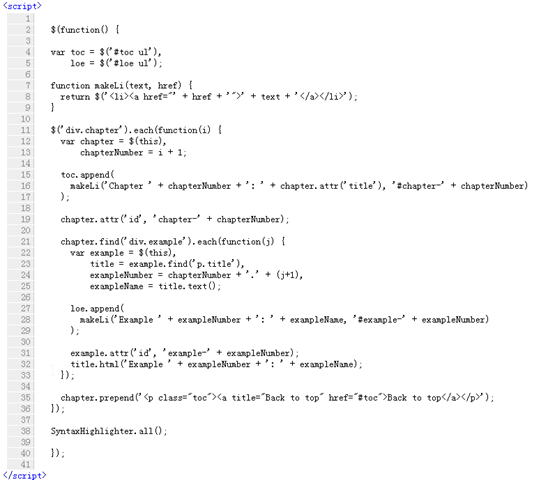 <script>
1
2 $(function() {
3
4 var toc = $('#toc ul'),
5 loe = $('#loe ul');
6
7 function makeLi(text, href) {
8 return $('<li><a href="' + href + '">' + text + '</a></li>');
9 }
10
11 $('div.chapter').each(function(i) {
12 var chapter = $(this),
13 chapterNumber = i + 1;
14
15 toc.append(
16 makeLi('Chapter ' + chapterNumber + ': ' + chapter.attr('title'), '#chapter-' + chapterNumber)
17 );
18
19 chapter.attr('id', 'chapter-' + chapterNumber);
20
21 chapter.find('div.example').each(function(j) {
22 var example = $(this),
23 title = example.find('p.title'),
24 exampleNumber = chapterNumber + '.' + (j+1),
25 exampleName = title.text();
26
27 loe.append(
28 makeLi('Example ' + exampleNumber + ': ' + exampleName, '#example-' + exampleNumber)
29 );
30
31 example.attr('id', 'example-' + exampleNumber);
32 title.html('Example ' + exampleNumber + ': ' + exampleName);
33 });
34
35 chapter.prepend('<p class="toc"><a title="Back to top" href="#toc">Back to top</a></p>');
36 });
37
38 SyntaxHighlighter.all();
39
40 });
41
</script>